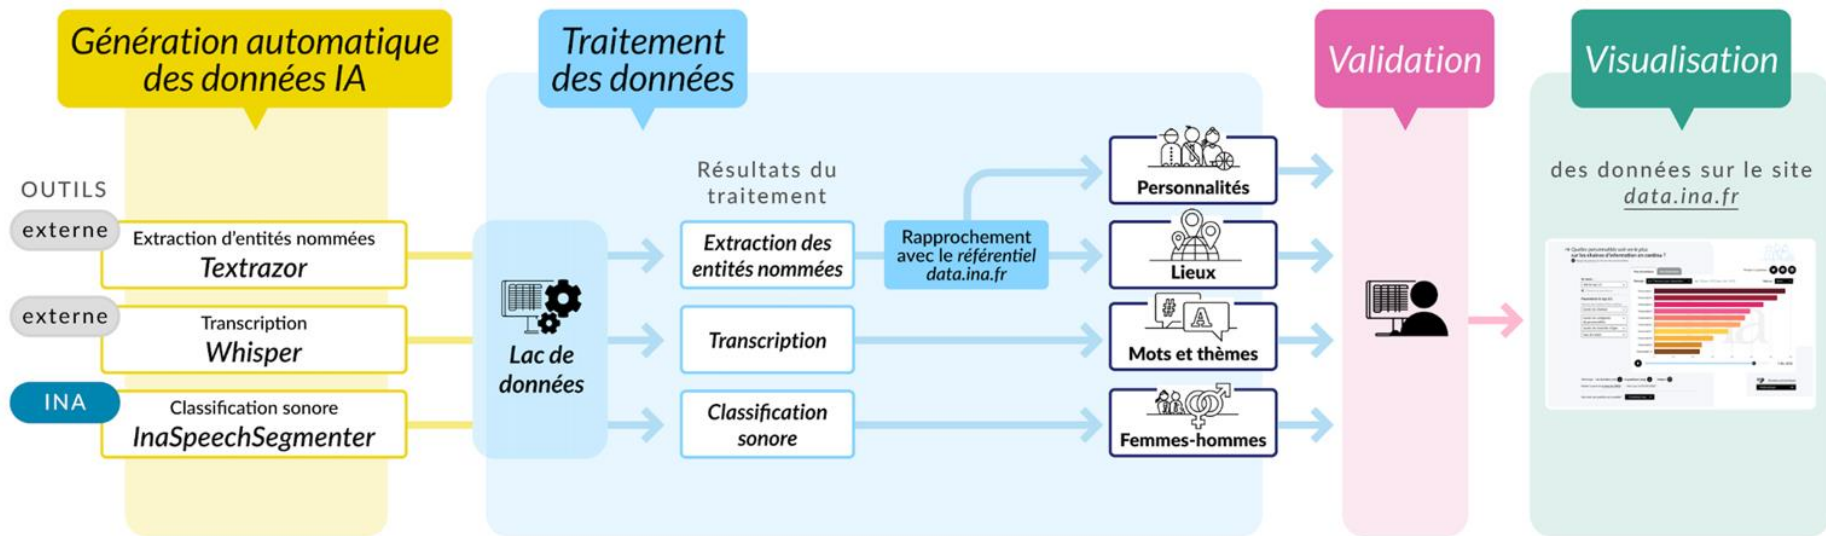 Génération automatique
des données IA
Traitement
des données
Validation
Visualisation
OUTILS
externe
Extraction d'entités nommées
Textrazor
externe
Transcription
Whisper
INA
Classification sonore
InaSpeechSegmenter
Lac de
données
Résultats du
traitement
Extraction des
entités nommées
Transcription
Classification
sonore
Rapprochement
avec le référentiel
data.ina.fr
Personnalités
Lieux
#
A
Mots et thèmes
Femmes-hommes
des données sur le site
data.ina.fr